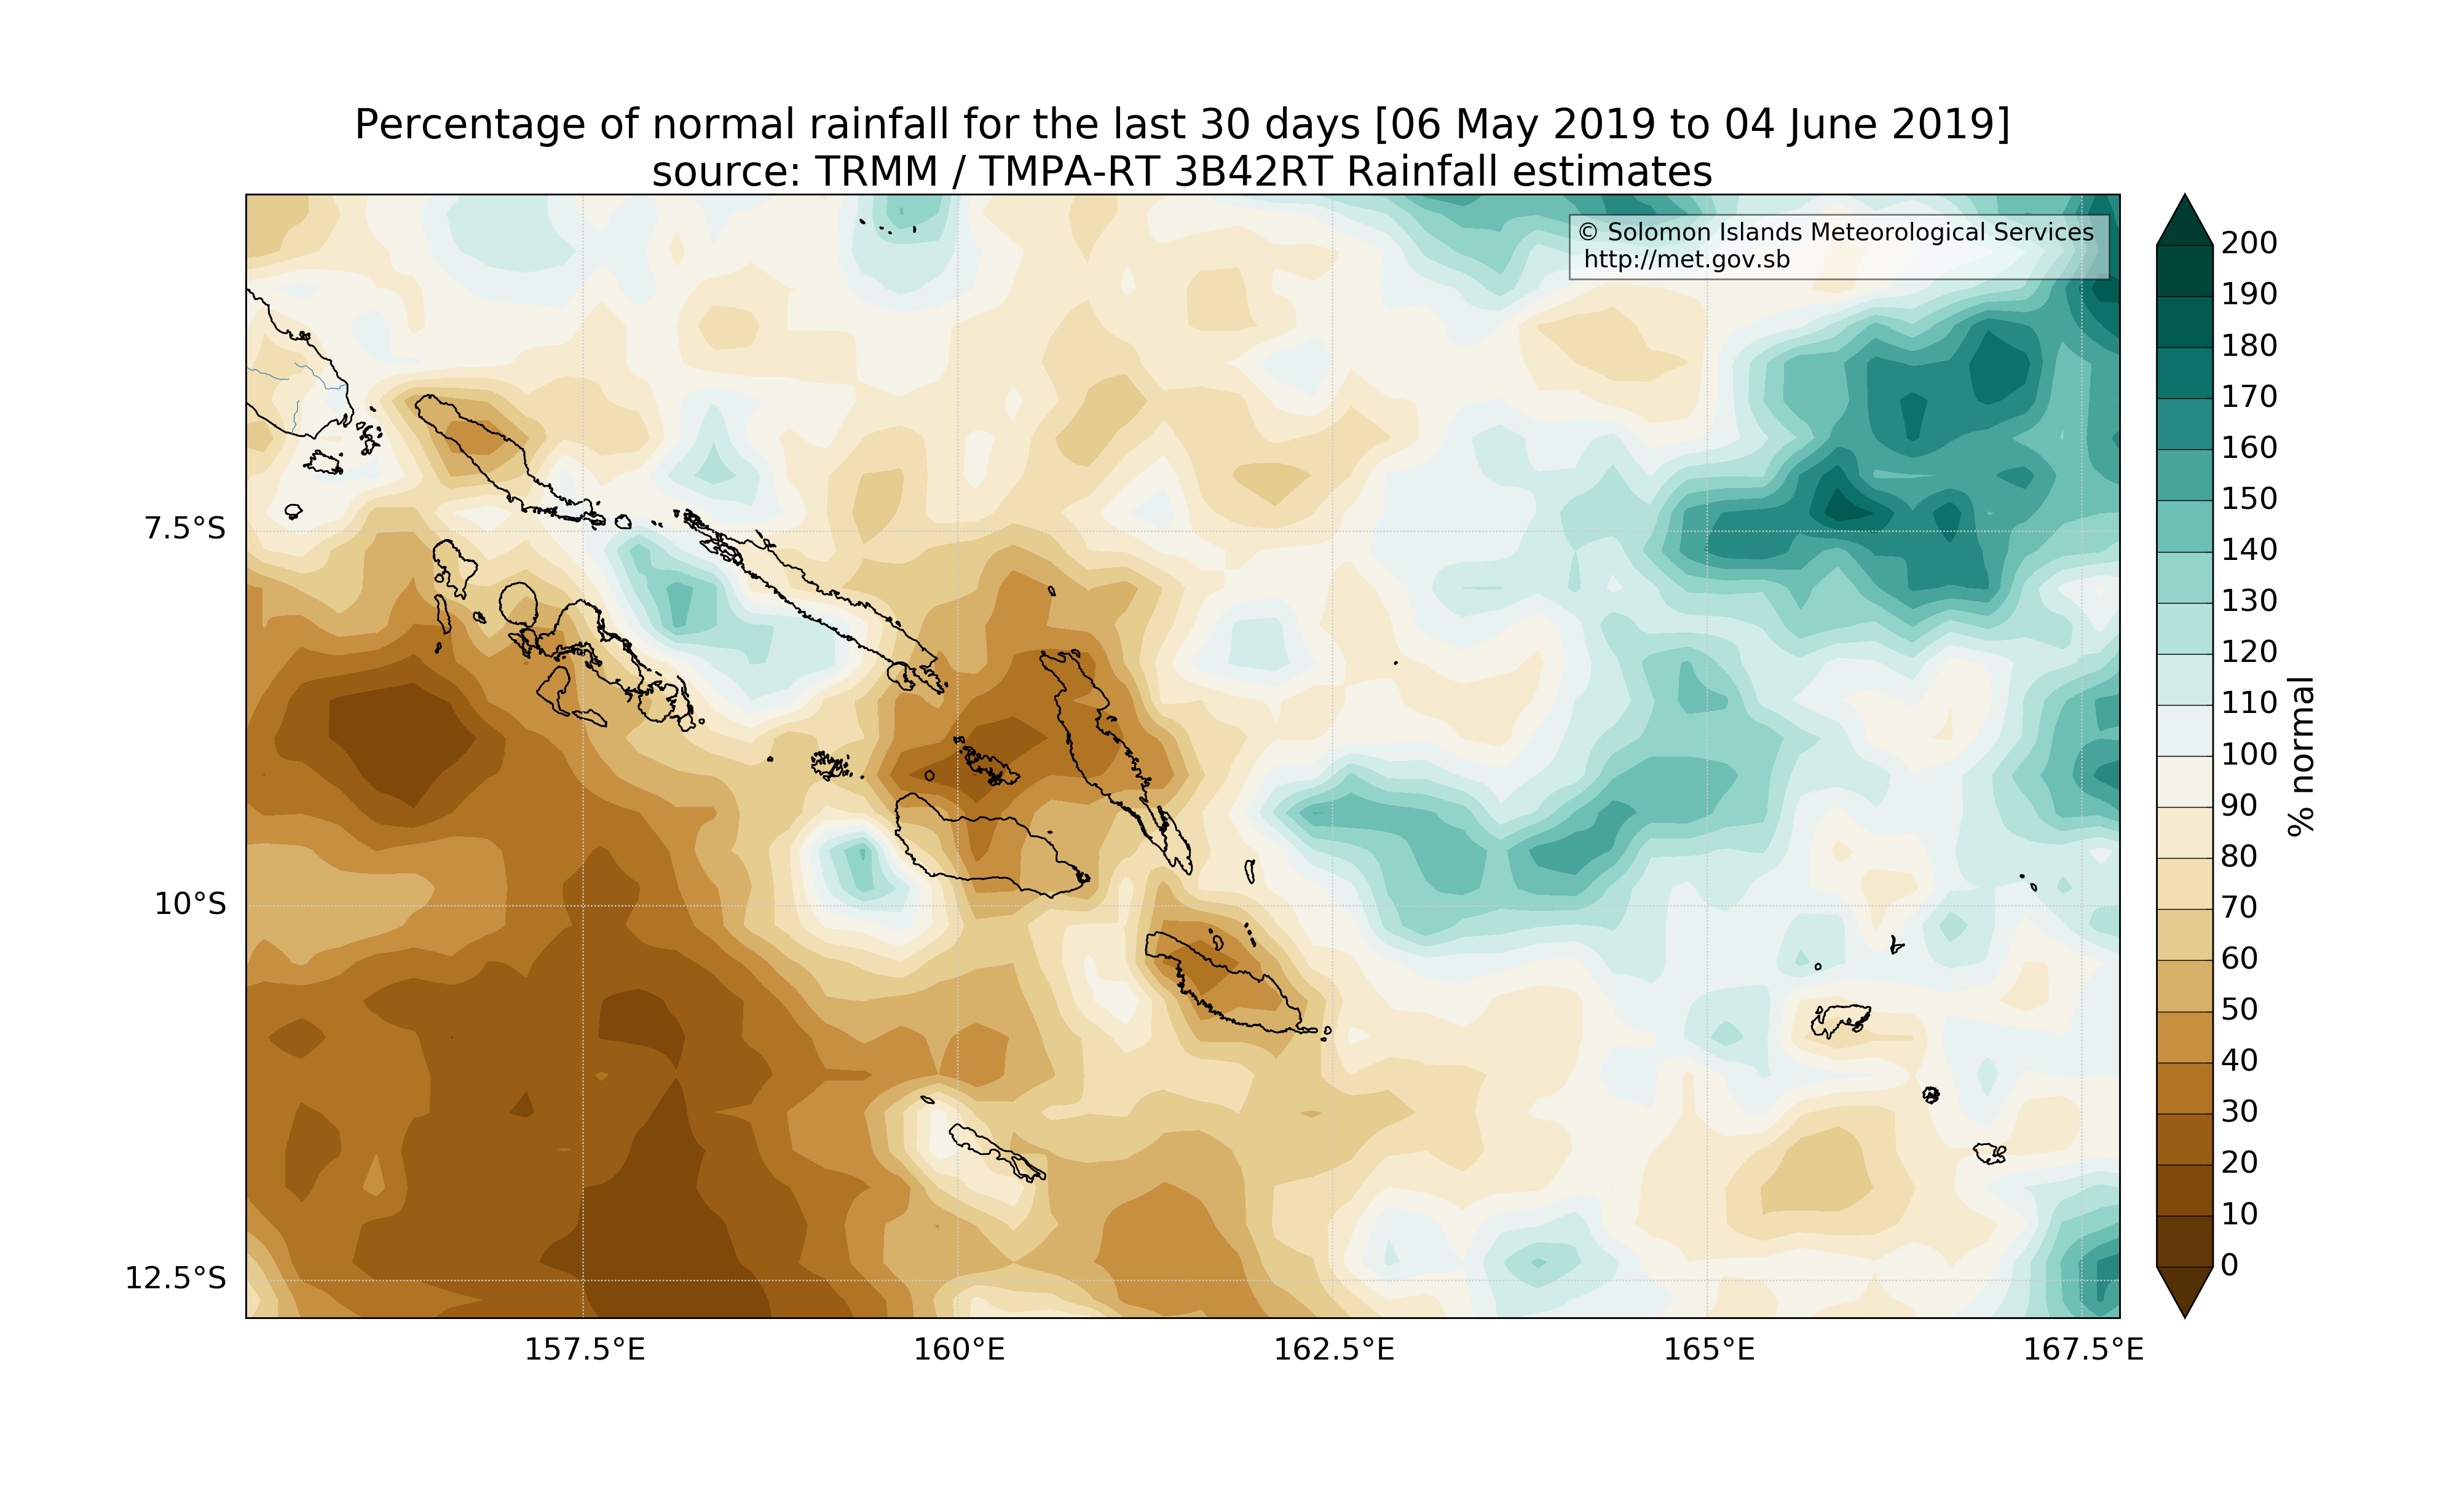 Percentage of normal rainfall for the last 30 days [06 May 2019 to 04 June 2019]
source: TRMM / TMPA-RT 3B42RT Rainfall estimates
© Solomon Islands Meteorological Services
http://met.gov.sb
7.5°S
10°S
12.5°S
157.5°E
160°E
162.5°E
165°E
167.5°E
200
190
180
170
160
150
140
130
120
110
100
90
80
70
60
50
40
30
20
10
0
% normal